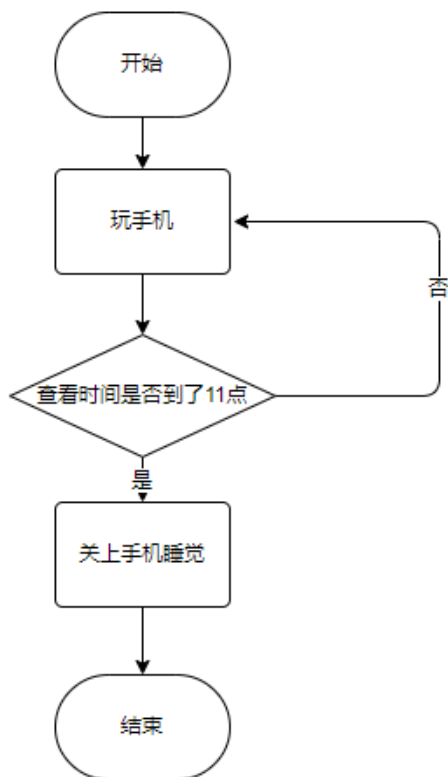 开始
玩手机
否
查看时间是否到了11点
是
关上手机睡觉
结束